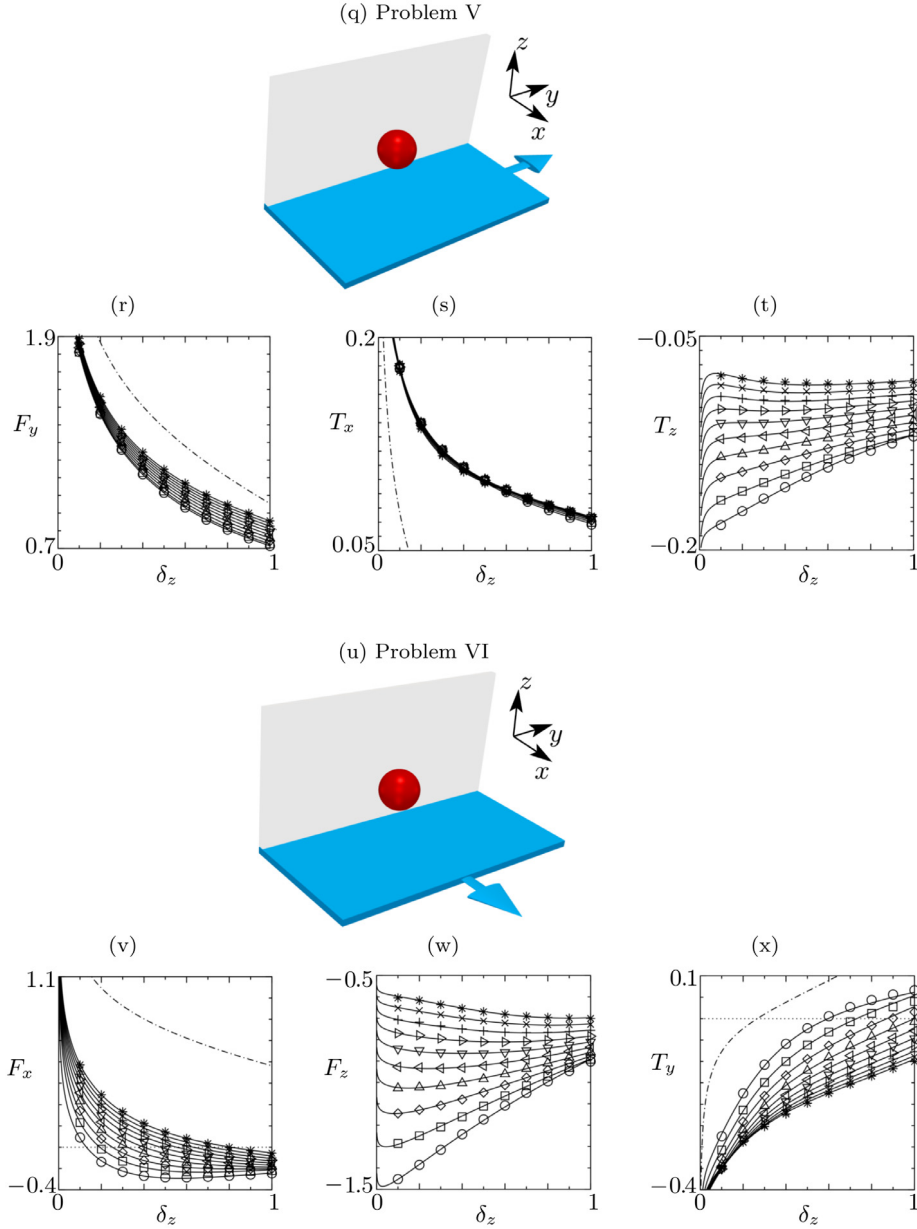 (q) Problem V
z
y
x
(r)
(s)
(t)
1.9
F_y
0.7
0
δ_z
1
0.2
T_x
0.05
0
δ_z
1
−0.05
T_z
−0.2
0
δ_z
1
(u) Problem VI
z
y
x
(v)
(w)
(x)
1.1
F_x
−0.4
0
δ_z
1
−0.5
F_z
−1.5
0
δ_z
1
0.1
T_y
−0.4
0
δ_z
1